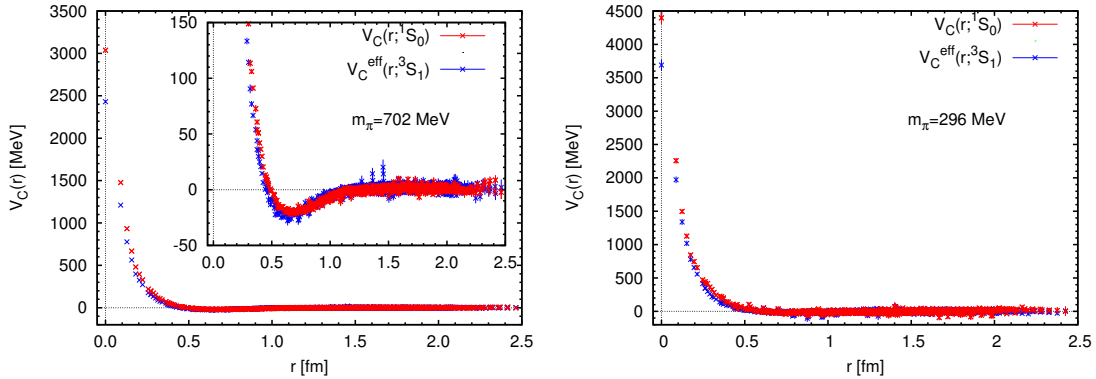 3500
3000
2500
2000
1500
1000
500
0
V_C(r) [MeV]
0.0 0.5 1.0 1.5 2.0 2.5
r [fm]
150
100
50
0
-50
0.0 0.5 1.0 1.5 2.0 2.5
V_C(r;^1S_0)
V_C^eff(r;^3S_1)
m_π=702 MeV
4500
4000
3500
3000
2500
2000
1500
1000
500
0
V_C(r) [MeV]
0.0 0.5 1.0 1.5 2.0 2.5
r [fm]
V_C(r;^1S_0)
V_C^eff(r;^3S_1)
m_π=296 MeV